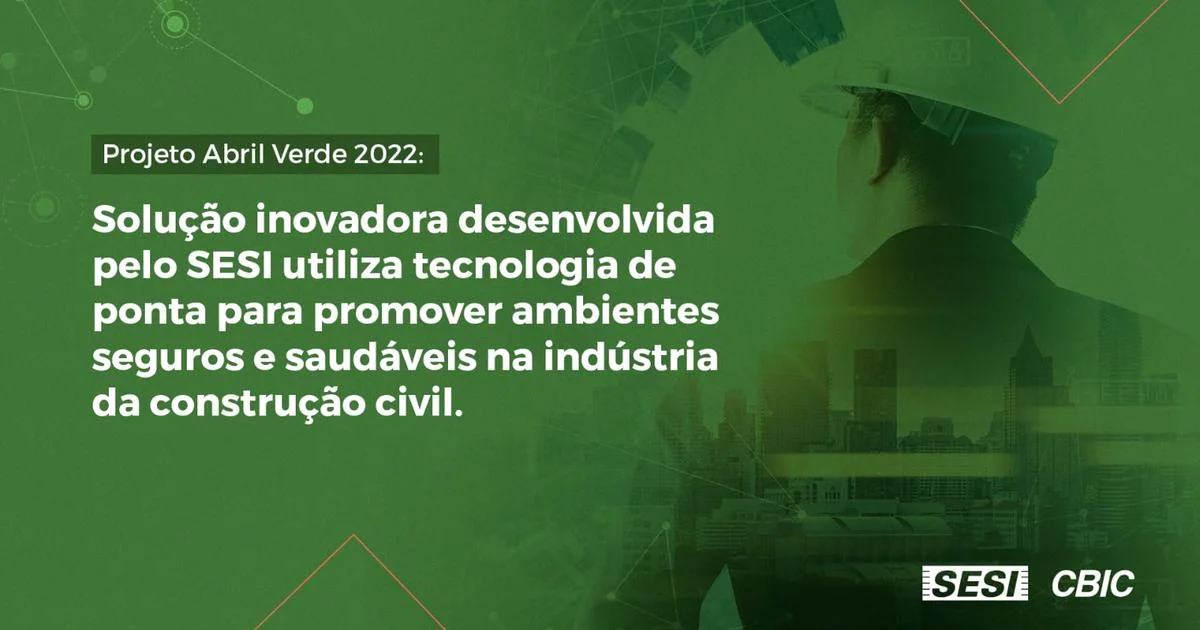 Projeto Abril Verde 2022:
Solução inovadora desenvolvida
pelo SESI utiliza tecnologia de
ponta para promover ambientes
seguros e saudáveis na indústria
da construção civil.
SESI CBIC